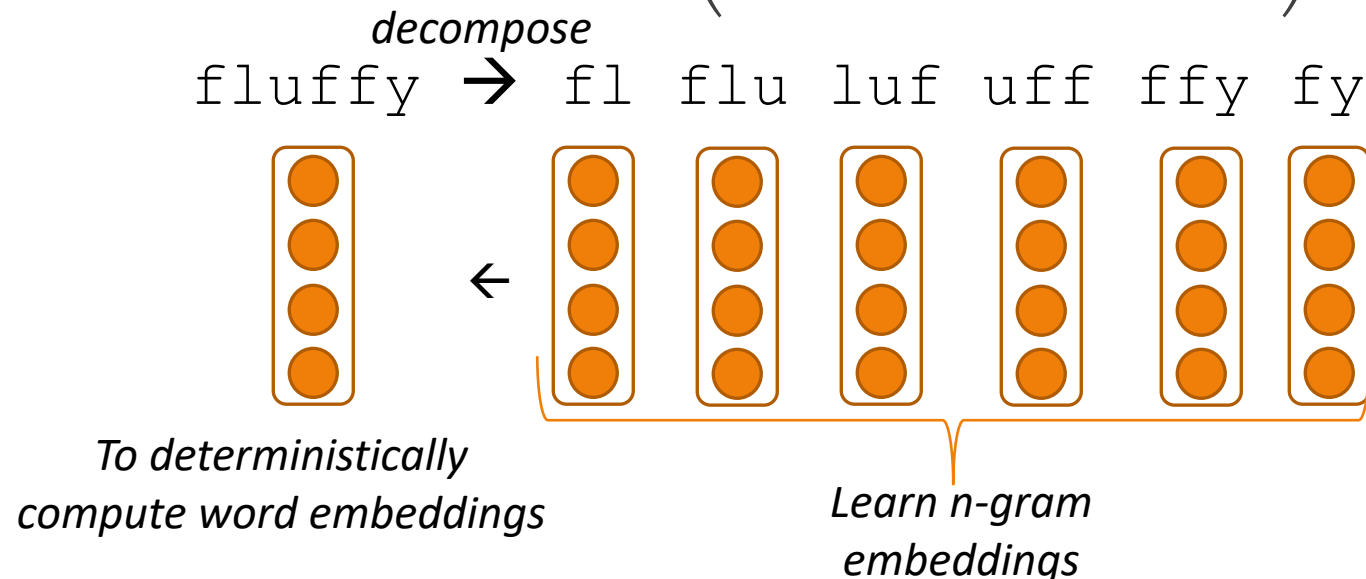 decompose
fluffy → fl flu luf uff ffy fy
←
To deterministically
compute word embeddings
Learn n-gram
embeddings